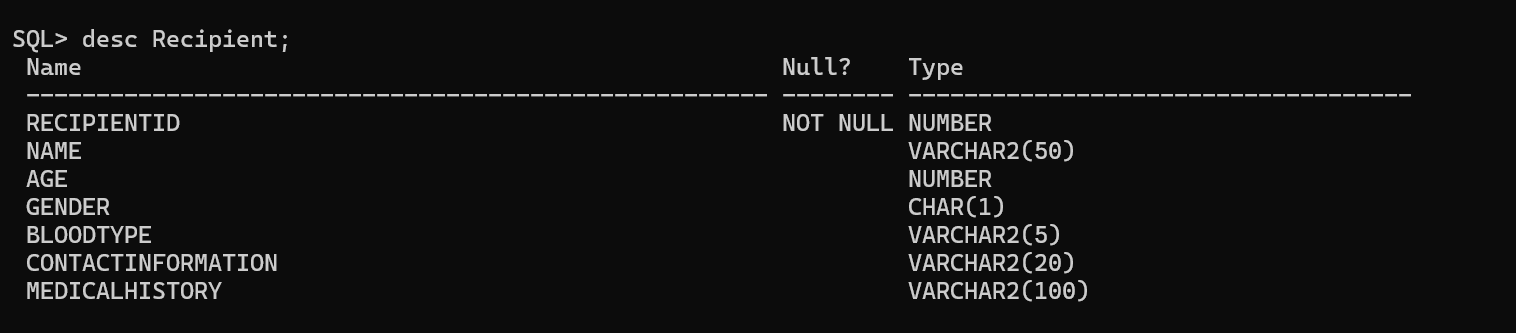 SQL> desc Recipient;
Name Null? Type
----------------------------------------------------- -------- ------------------------------------
RECIPIENTID NOT NULL NUMBER
NAME VARCHAR2(50)
AGE NUMBER
GENDER CHAR(1)
BLOODTYPE VARCHAR2(5)
CONTACTINFORMATION VARCHAR2(20)
MEDICALHISTORY VARCHAR2(100)